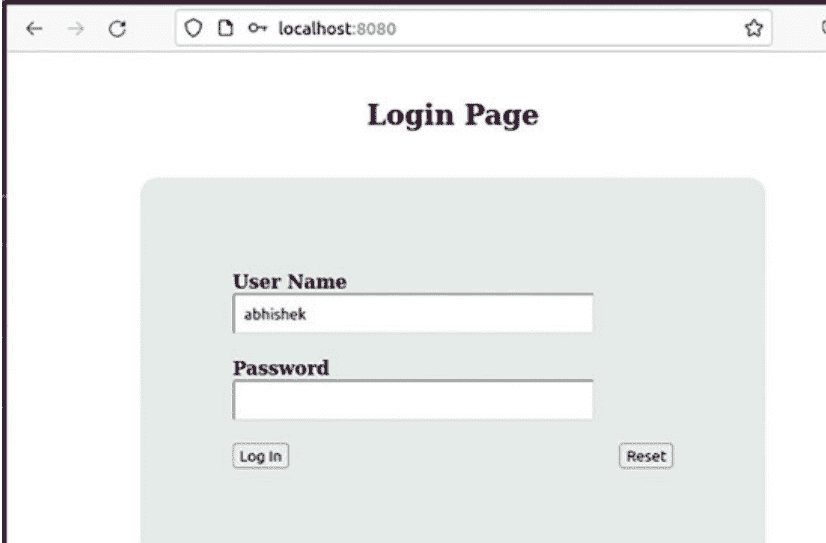 localhost:8080
Login Page
User Name
abhishek
Password
Log In Reset